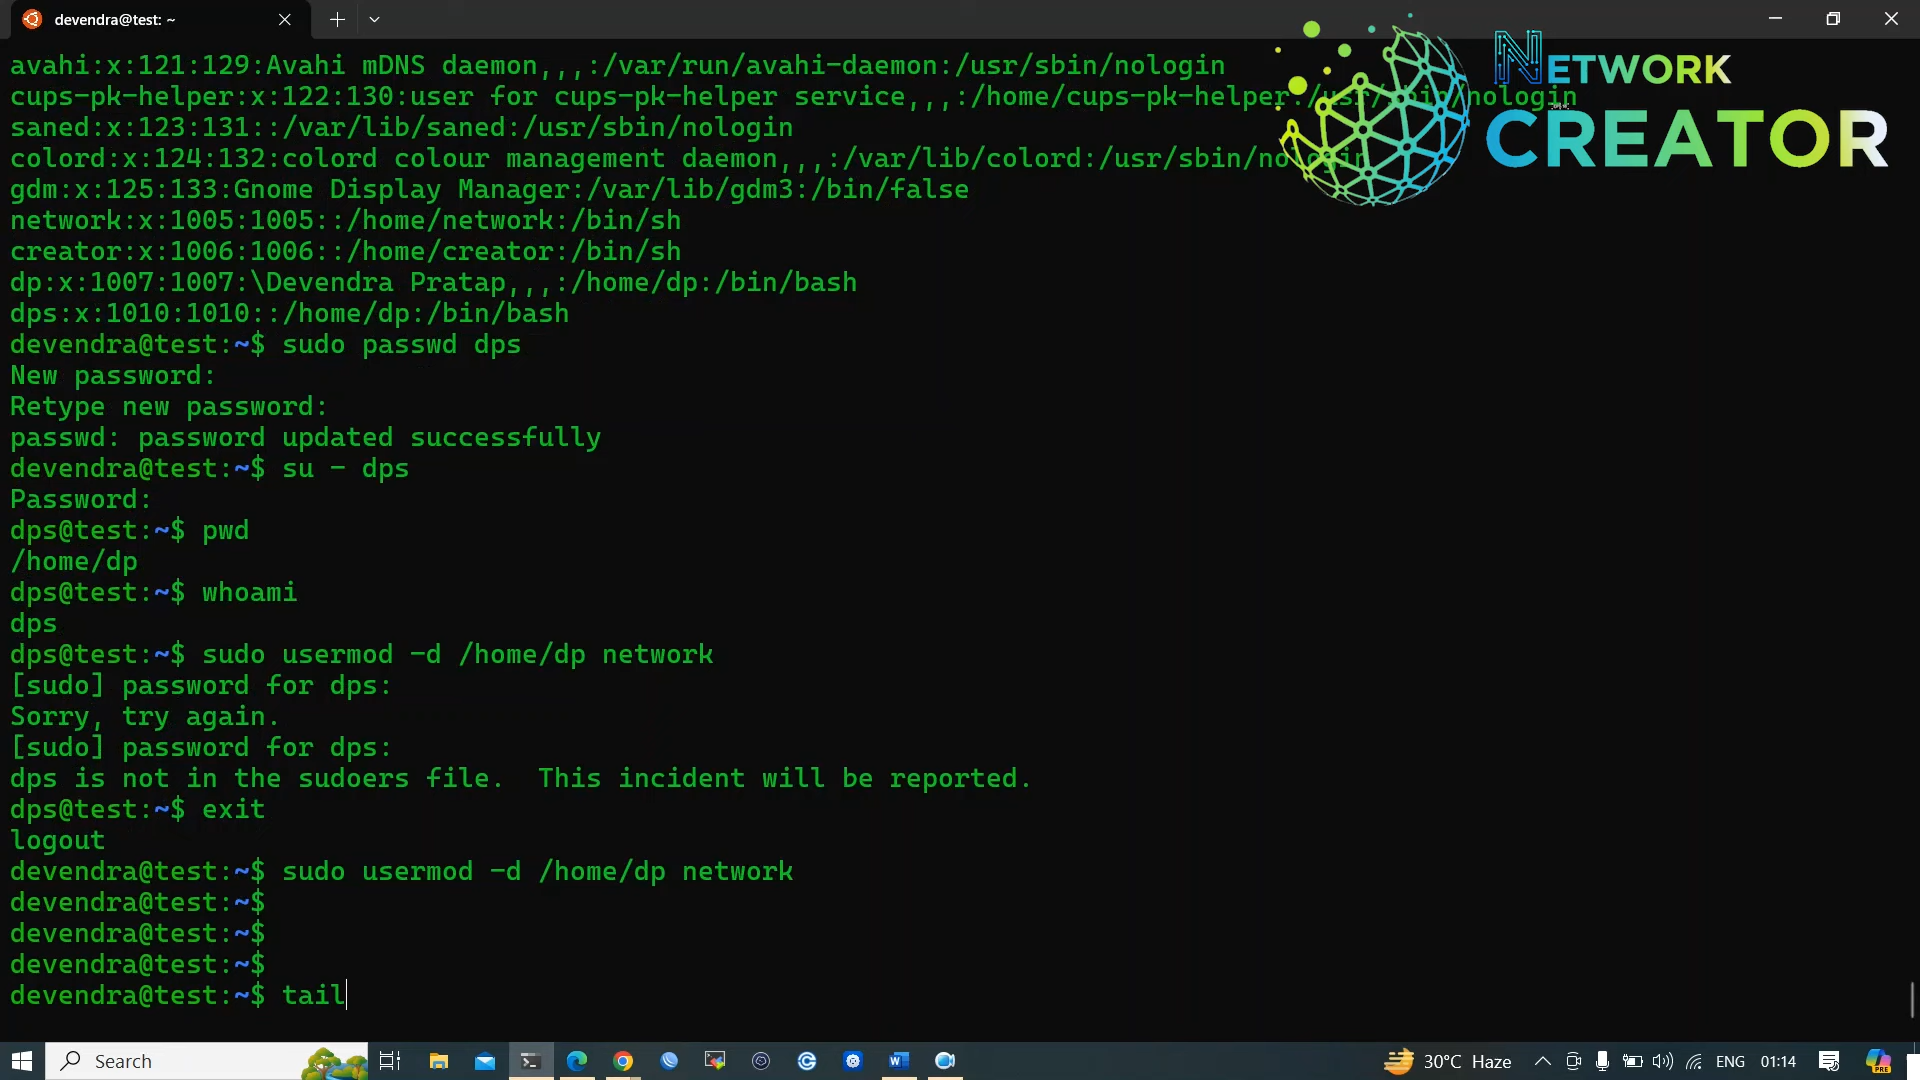 devendra@test: ~
avahi:x:121:129:Avahi mDNS daemon,,,:/var/run/avahi-daemon:/usr/sbin/nologin
cups-pk-helper:x:122:130:user for cups-pk-helper service,,,:/home/cups-pk-helper:/usr/sbin/nologin
saned:x:123:131::/var/lib/saned:/usr/sbin/nologin
colord:x:124:132:colord colour management daemon,,,:/var/lib/colord:/usr/sbin/nologin
gdm:x:125:133:Gnome Display Manager:/var/lib/gdm3:/bin/false
network:x:1005:1005::/home/network:/bin/sh
creator:x:1006:1006::/home/creator:/bin/sh
dp:x:1007:1007:\Devendra Pratap,,,:/home/dp:/bin/bash
dps:x:1010:1010::/home/dp:/bin/bash
devendra@test:~$ sudo passwd dps
New password:
Retype new password:
passwd: password updated successfully
devendra@test:~$ su - dps
Password:
dps@test:~$ pwd
/home/dp
dps@test:~$ whoami
dps
dps@test:~$ sudo usermod -d /home/dp network
[sudo] password for dps:
Sorry, try again.
[sudo] password for dps:
dps is not in the sudoers file.  This incident will be reported.
dps@test:~$ exit
logout
devendra@test:~$ sudo usermod -d /home/dp network
devendra@test:~$
devendra@test:~$
devendra@test:~$
devendra@test:~$ tail
NETWORK
CREATOR
Search
30°C Haze
ENG
01:14